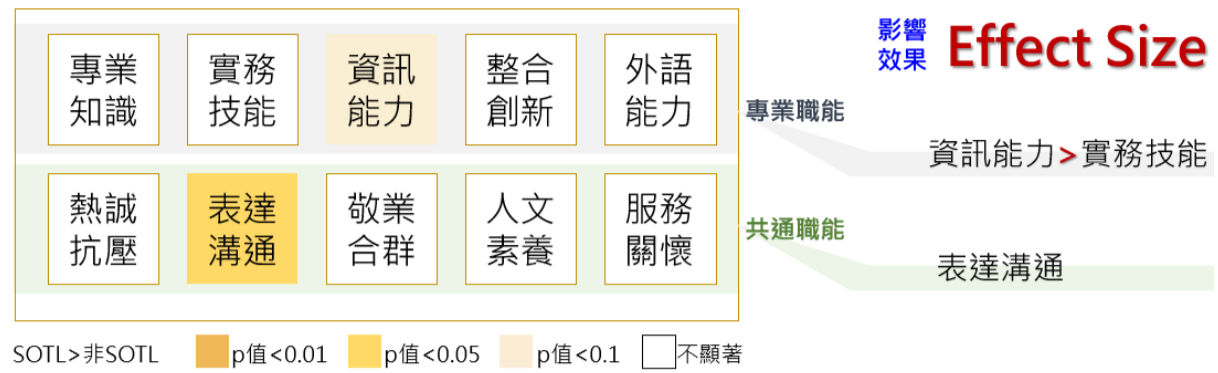 影響
效果
Effect Size
專業
知識
實務
技能
資訊
能力
整合
創新
外語
能力
專業職能
資訊能力>實務技能
熱誠
抗壓
表達
溝通
敬業
合群
人文
素養
服務
關懷
共通職能
表達溝通
SOTL>非SOTL
p值<0.01
p值<0.05
p值<0.1
不顯著